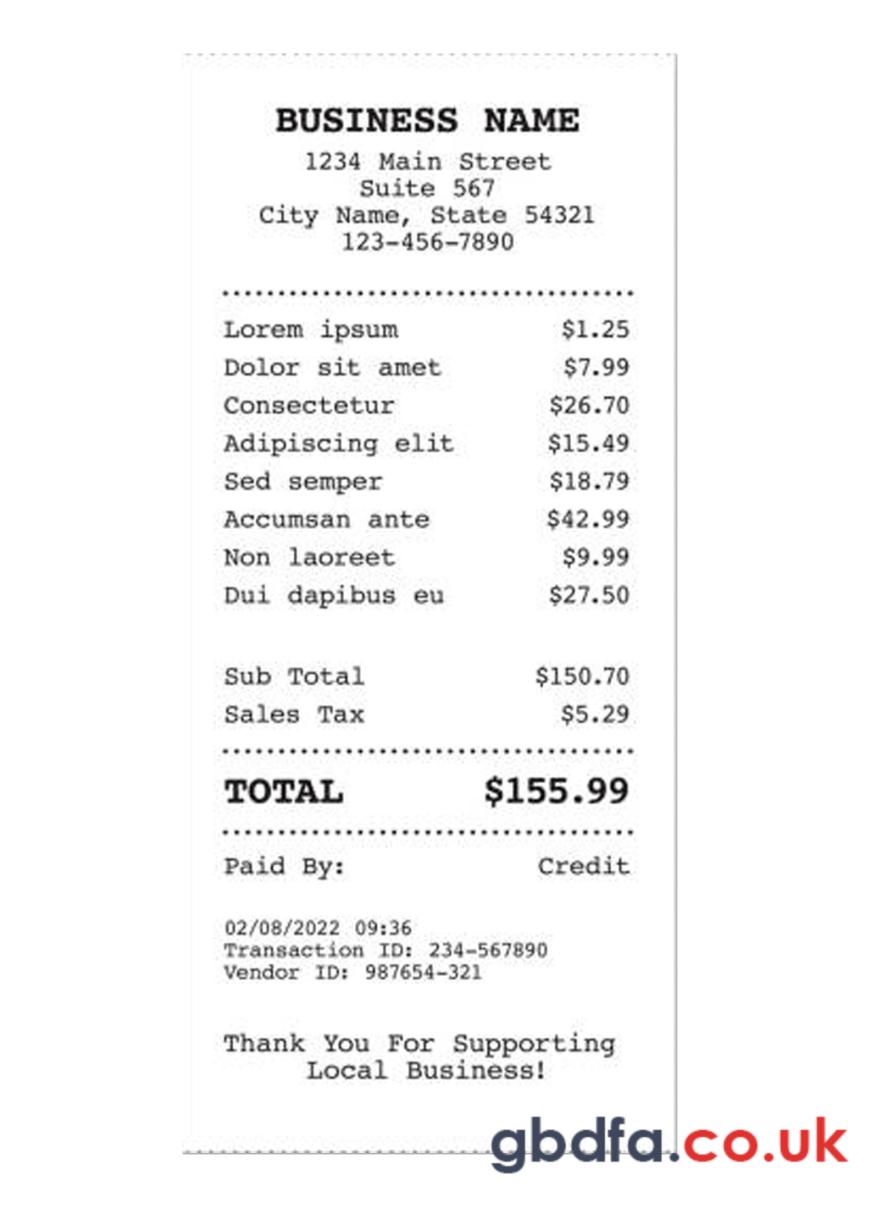 BUSINESS NAME
1234 Main Street
Suite 567
City Name, State 54321
123-456-7890
Lorem ipsum $1.25
Dolor sit amet $7.99
Consectetur $26.70
Adipiscing elit $15.49
Sed semper $18.79
Accumsan ante $42.99
Non laoreet $9.99
Dui dapibus eu $27.50
Sub Total $150.70
Sales Tax $5.29
TOTAL $155.99
Paid By: Credit
02/08/2022 09:36
Transaction ID: 234-567890
Vendor ID: 987654-321
Thank You For Supporting
Local Business!
gbdfa.co.uk